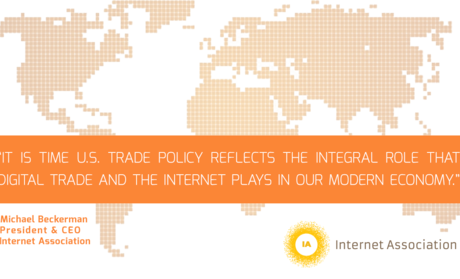 "IT IS TIME U.S. TRADE POLICY REFLECTS THE INTEGRAL ROLE THAT
DIGITAL TRADE AND THE INTERNET PLAYS IN OUR MODERN ECONOMY."
Michael Beckerman
President & CEO
Internet Association
IA
Internet Association